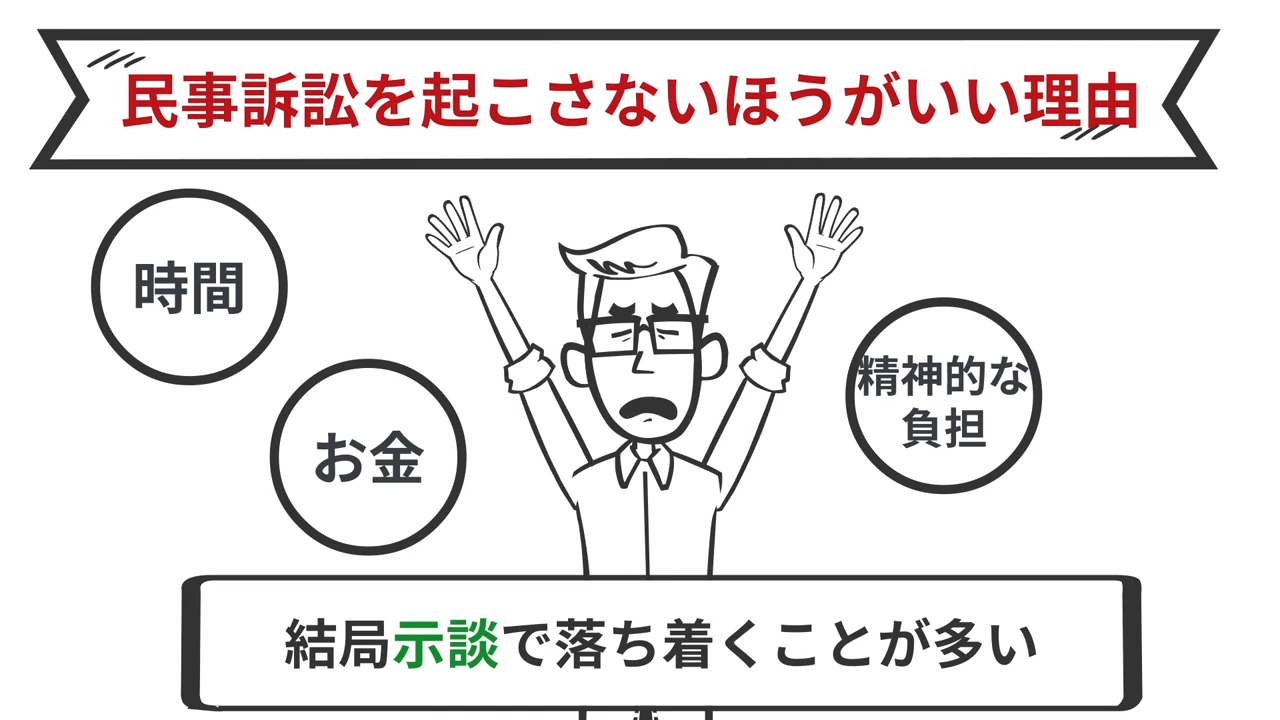 民事訴訟を起こさないほうがいい理由
時間
お金
精神的な
負担
結局示談で落ち着くことが多い